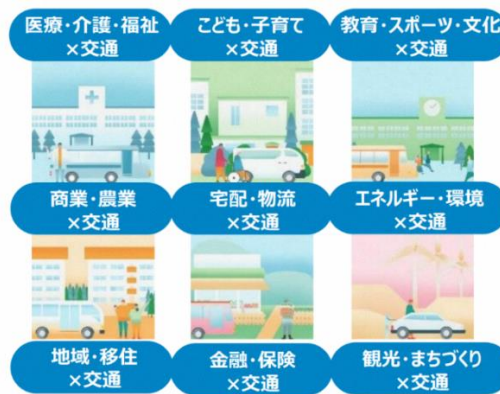 医療・介護・福祉
×交通
こども・子育て
×交通
教育・スポーツ・文化
×交通
商業・農業
×交通
宅配・物流
×交通
エネルギー・環境
×交通
地域・移住
×交通
金融・保険
×交通
観光・まちづくり
×交通